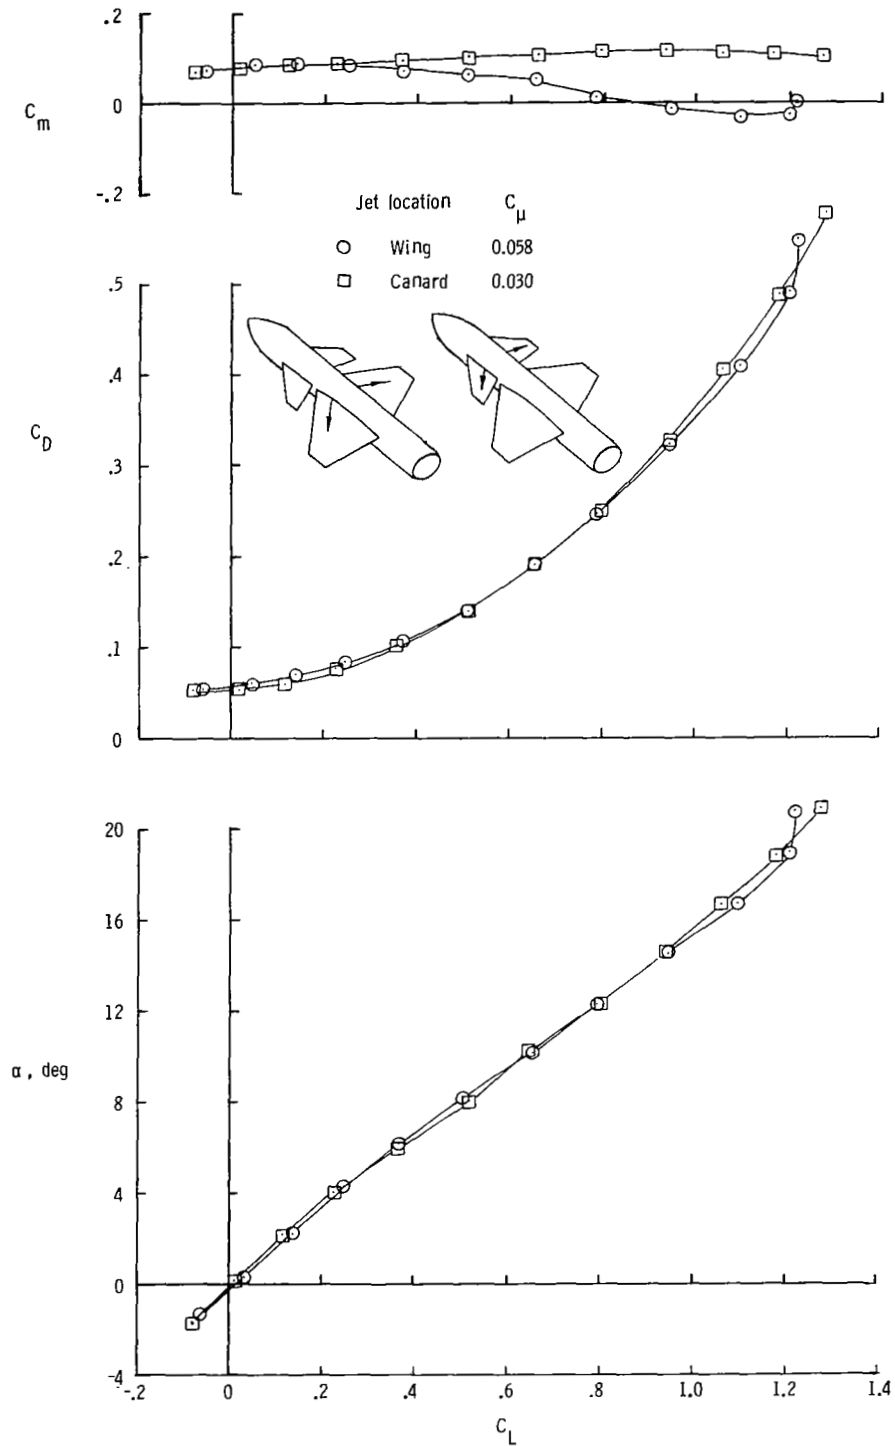 .2
0
-.2
C_m
Jet location C_μ
Wing 0.058
Canard 0.030
.5
.4
.3
.2
.1
0
C_D
20
16
12
8
4
0
-4
α, deg
-.2 0 .2 .4 .6 .8 1.0 1.2 1.4
C_L